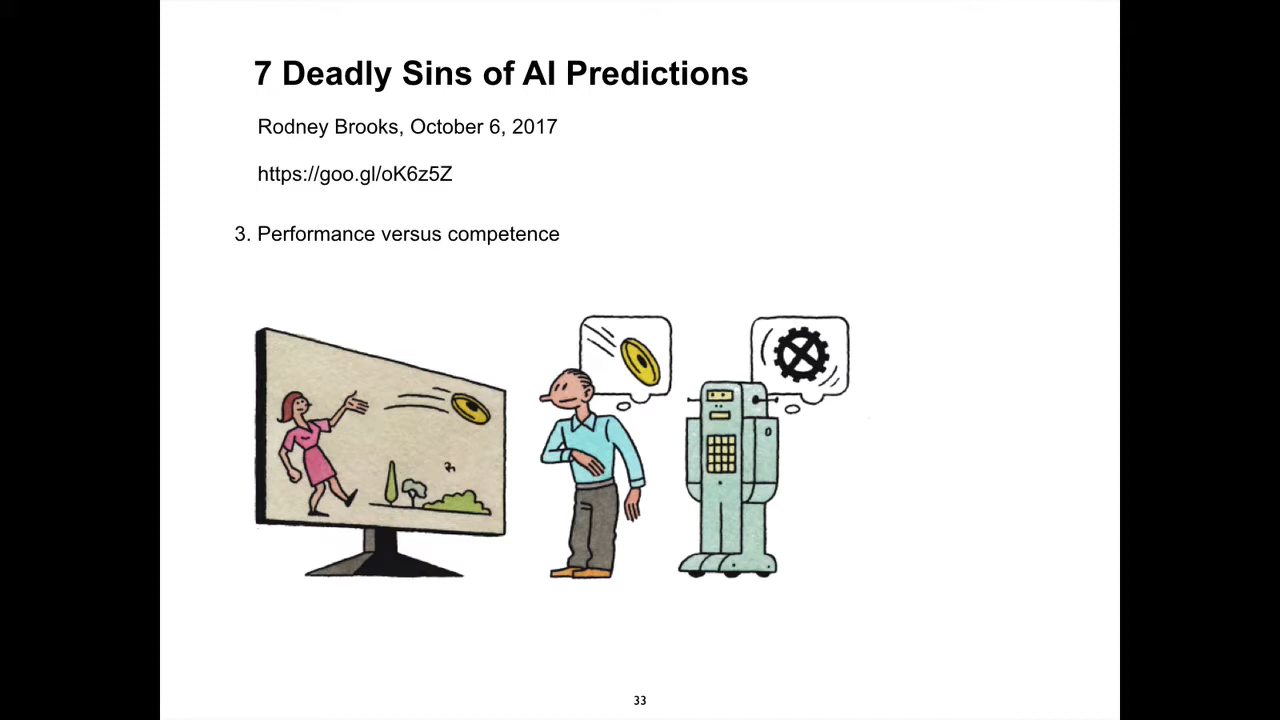 7 Deadly Sins of AI Predictions
Rodney Brooks, October 6, 2017
https://goo.gl/oK6z5Z
3. Performance versus competence
33